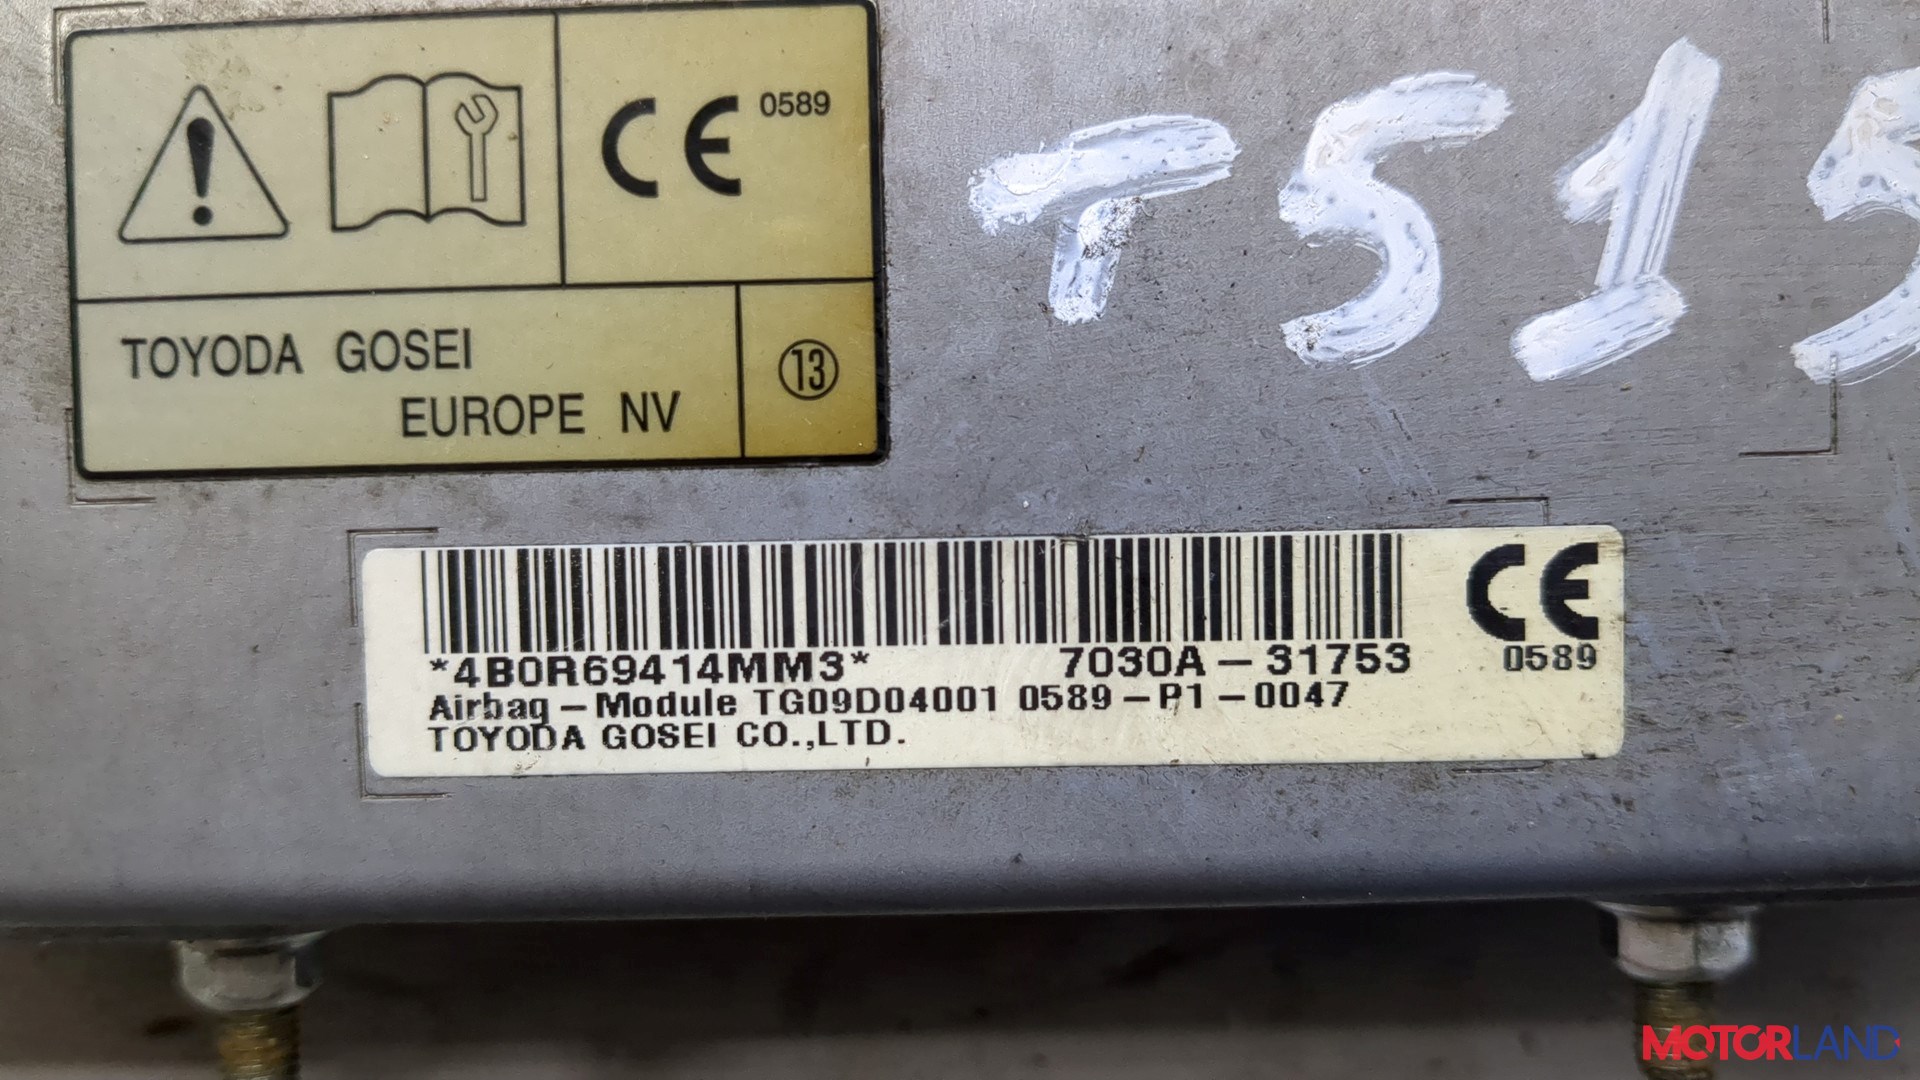 CE 0589
TOYODA GOSEI
EUROPE NV
⑬
T515
*4B0R69414MM3* 7030A-31753
Airbag-Module TG09D04001 0589-P1-0047
TOYODA GOSEI CO.,LTD.
CE
0589
MOTORLAND